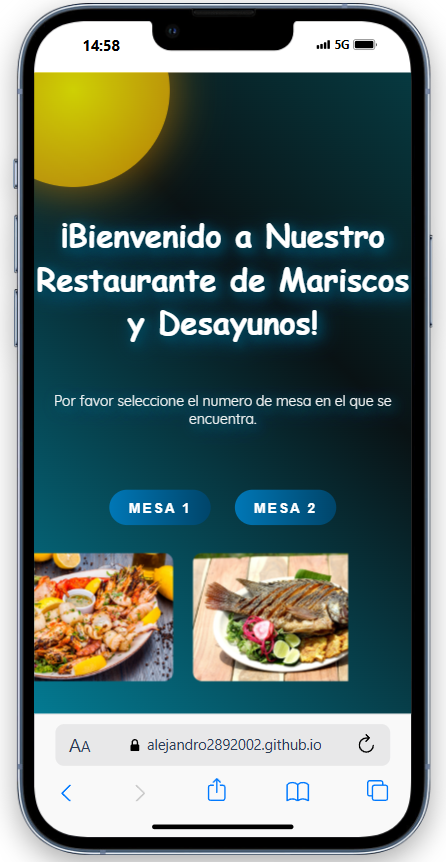 14:58
5G
¡Bienvenido a Nuestro
Restaurante de Mariscos
y Desayunos!
Por favor seleccione el numero de mesa en el que se
encuentra.
MESA 1 MESA 2
AA alejandro2892002.github.io